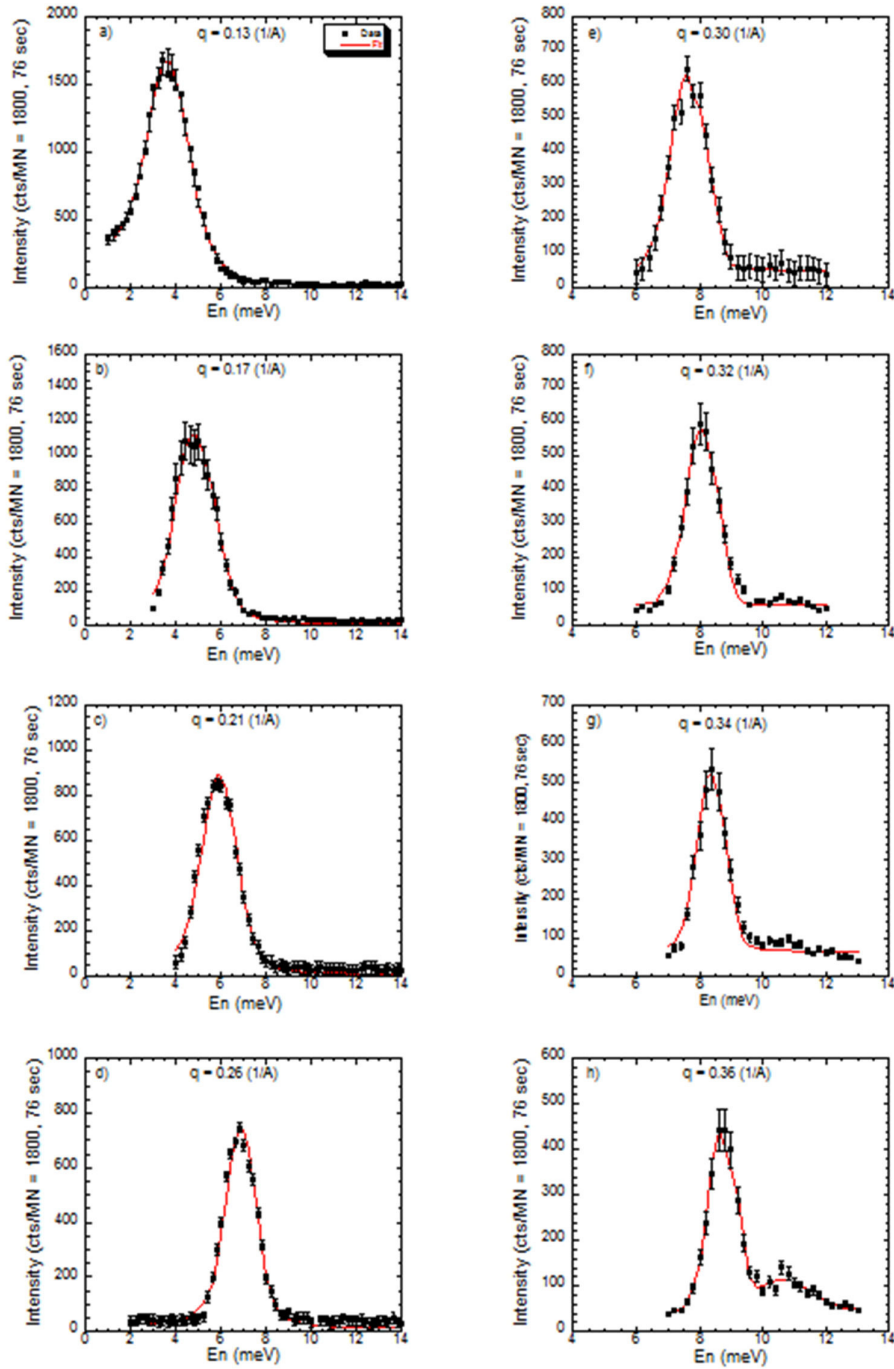 a)
q = 0.13 (1/A)
Data
Fit
Intensity (cts/MN = 1800, 76 sec)
2000
1500
1000
500
0
0 2 4 6 8 10 12 14
En (meV)
b)
q = 0.17 (1/A)
Intensity (cts/MN = 1800, 76 sec)
1600
1400
1200
1000
800
600
400
200
0
0 2 4 6 8 10 12 14
En (meV)
c)
q = 0.21 (1/A)
Intensity (cts/MN = 1800, 76 sec)
1200
1000
800
600
400
200
0
0 2 4 6 8 10 12 14
En (meV)
d)
q = 0.26 (1/A)
Intensity (cts/MN = 1800, 76 sec)
1000
800
600
400
200
0
0 2 4 6 8 10 12 14
En (meV)
e)
q = 0.30 (1/A)
Intensity (cts/MN = 1800, 76 sec)
800
700
600
500
400
300
200
100
0
4 6 8 10 12 14
En (meV)
f)
q = 0.32 (1/A)
Intensity (cts/MN = 1800, 76 sec)
800
700
600
500
400
300
200
100
0
4 6 8 10 12 14
En (meV)
g)
q = 0.34 (1/A)
Intensity (cts/MN = 1800, 76 sec)
700
600
500
400
300
200
100
0
4 6 8 10 12 14
En (meV)
h)
q = 0.36 (1/A)
Intensity (cts/MN = 1800, 76 sec)
600
500
400
300
200
100
0
4 6 8 10 12 14
En (meV)